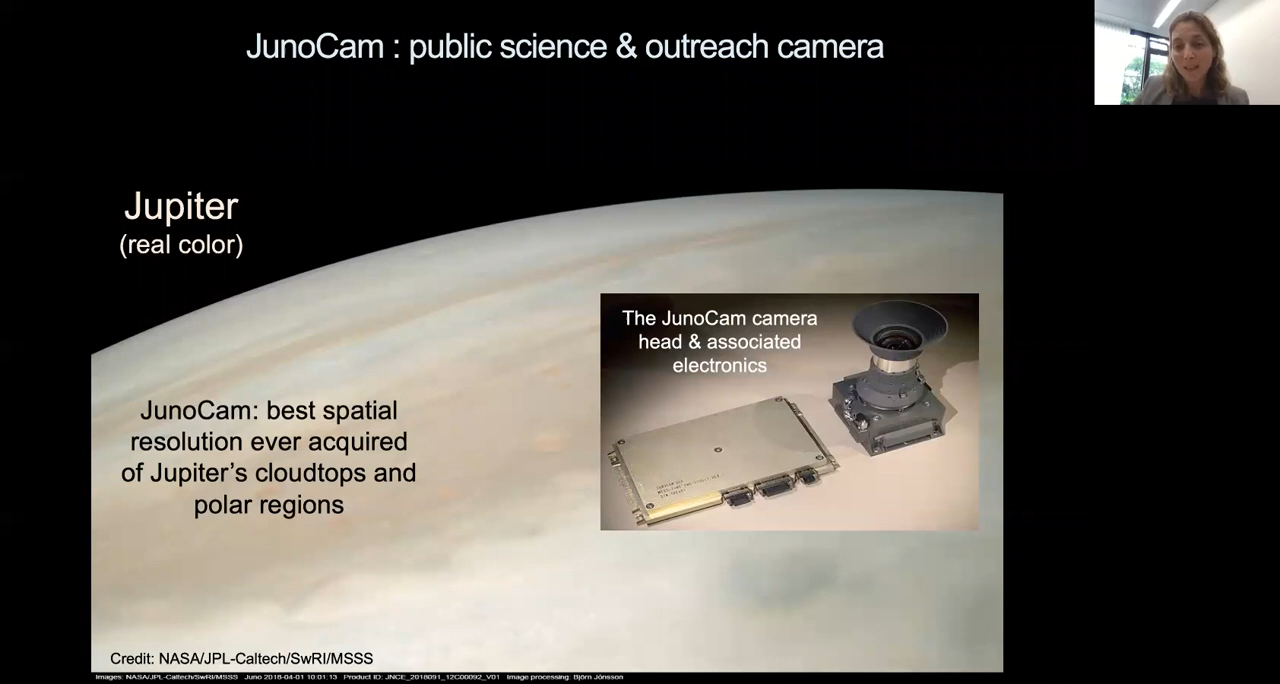 JunoCam : public science & outreach camera
Jupiter
(real color)
The JunoCam camera
head & associated
electronics
JunoCam: best spatial
resolution ever acquired
of Jupiter's cloudtops and
polar regions
Credit: NASA/JPL-Caltech/SwRI/MSSS
Images: NASA/JPL-Caltech/SwRI/MSSS Juno 2018-04-01 10:01:13 Product ID: JNCE_2018091_12C00092_V01 Image processing: Björn Jónsson